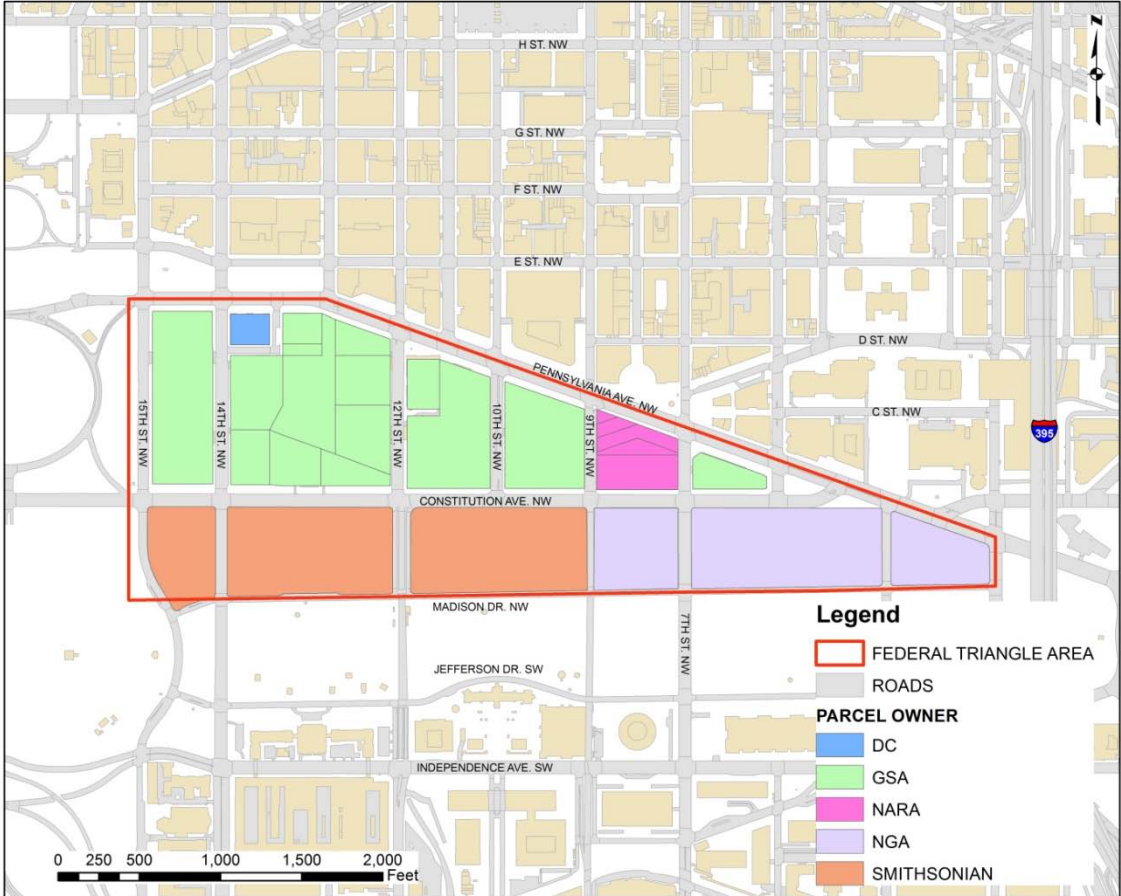 N
H ST. NW
G ST. NW
F ST. NW
E ST. NW
D ST. NW
PENNSYLVANIA AVE. NW
C ST. NW
15TH ST. NW
14TH ST. NW
12TH ST. NW
10TH ST. NW
9TH ST. NW
395
CONSTITUTION AVE. NW
MADISON DR. NW
7TH ST. NW
JEFFERSON DR. SW
INDEPENDENCE AVE. SW
Legend
FEDERAL TRIANGLE AREA
ROADS
PARCEL OWNER
DC
GSA
NARA
NGA
SMITHSONIAN
0 250 500 1,000 1,500 2,000
Feet